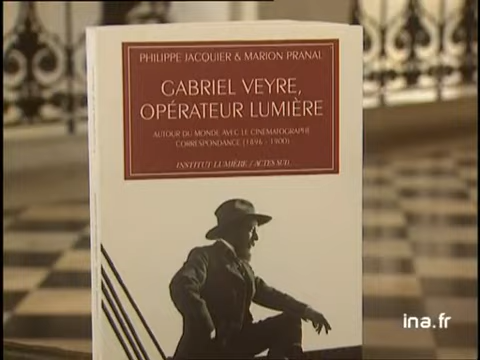 PHILIPPE JACQUIER & MARION PRANAL
GABRIEL VEYRE,
OPÉRATEUR LUMIÈRE
AUTOUR DU MONDE AVEC LE CINÉMATOGRAPHE
CORRESPONDANCE (1896 - 1900)
INSTITUT LUMIÈRE / ACTES SUD
ina.fr